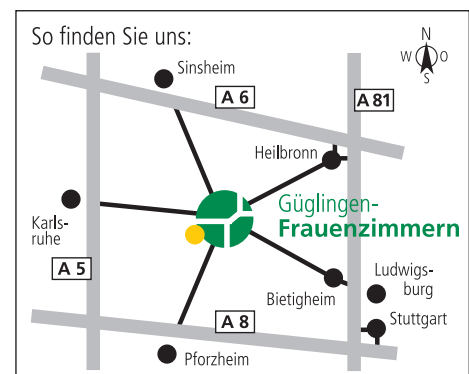 So finden Sie uns:
N
W O
S
Sinsheim
A 6
A 81
Heilbronn
Güglingen-
Frauenzimmern
Karls-
ruhe
A 5
Bietigheim
Ludwigs-
burg
A 8
Stuttgart
Pforzheim